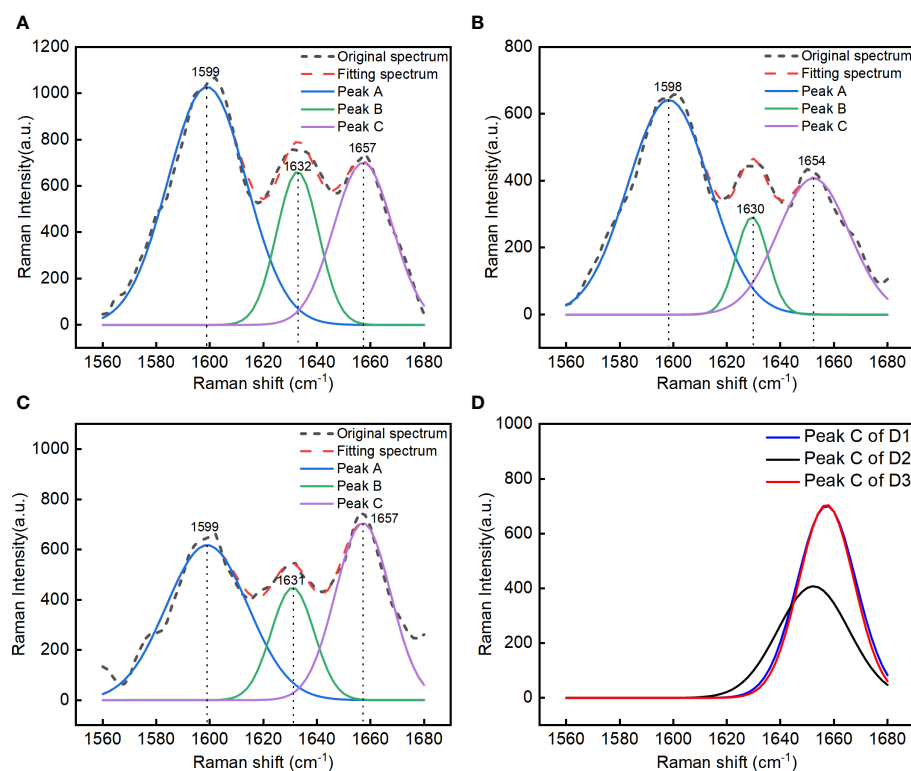 A
1200
1000
800
600
400
200
0
Raman Intensity(a.u.)
1560 1580 1600 1620 1640 1660 1680
Raman shift (cm-1)
Original spectrum
Fitting spectrum
Peak A
Peak B
Peak C
1599
1632
1657
B
800
600
400
200
0
Raman Intensity(a.u.)
1560 1580 1600 1620 1640 1660 1680
Raman shift (cm-1)
Original spectrum
Fitting spectrum
Peak A
Peak B
Peak C
1598
1630
1654
C
1000
800
600
400
200
0
Raman Intensity(a.u.)
1560 1580 1600 1620 1640 1660 1680
Raman shift (cm-1)
Original spectrum
Fitting spectrum
Peak A
Peak B
Peak C
1599
1631
1657
D
1000
800
600
400
200
0
Raman Intensity(a.u.)
1560 1580 1600 1620 1640 1660 1680
Raman shift (cm-1)
Peak C of D1
Peak C of D2
Peak C of D3